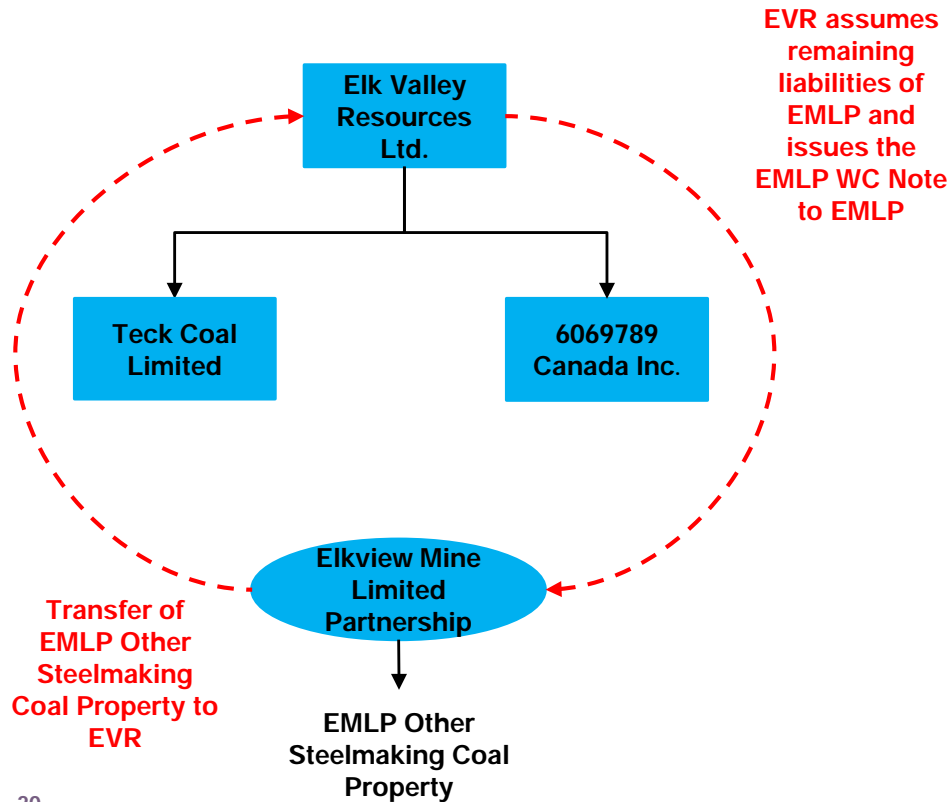 EVR assumes
remaining
liabilities of
EMLP and
issues the
EMLP WC Note
to EMLP
Elk Valley
Resources
Ltd.
Teck Coal
Limited
6069789
Canada Inc.
Elkview Mine
Limited
Partnership
Transfer of
EMLP Other
Steelmaking
Coal Property to
EVR
EMLP Other
Steelmaking Coal
Property